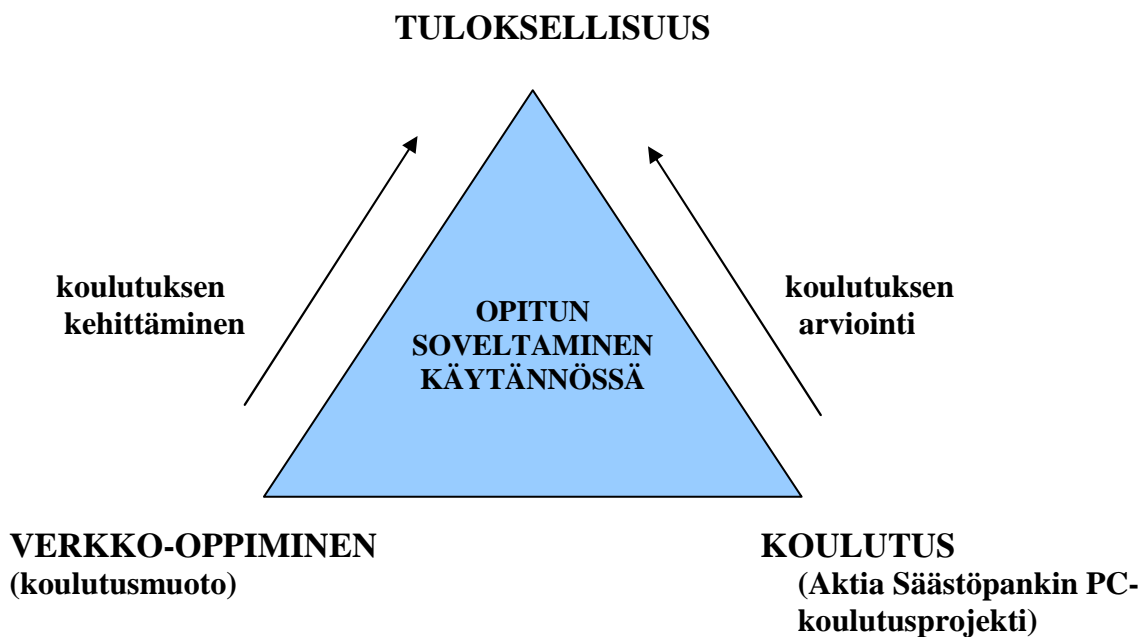 TULOKSELLISUUS
koulutuksen
kehittäminen
OPITUN
SOVELTAMINEN
KÄYTÄNNÖSSÄ
koulutuksen
arviointi
VERKKO-OPPIMINEN
(koulutusmuoto)
KOULUTUS
(Aktia Säästöpankin PC-
koulutusprojekti)